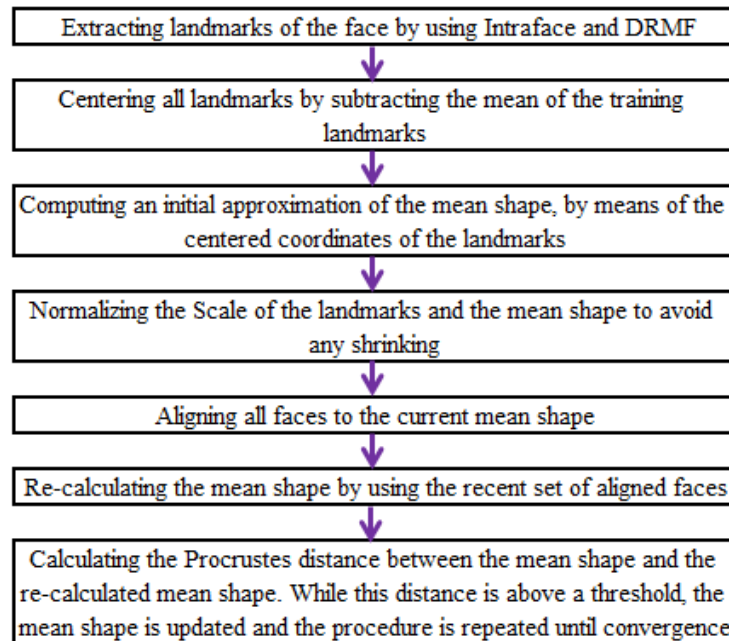 Extracting landmarks of the face by using Intraface and DRMF
Centering all landmarks by subtracting the mean of the training
landmarks
Computing an initial approximation of the mean shape, by means of the
centered coordinates of the landmarks
Normalizing the Scale of the landmarks and the mean shape to avoid
any shrinking
Aligning all faces to the current mean shape
Re-calculating the mean shape by using the recent set of aligned faces
Calculating the Procrustes distance between the mean shape and the
re-calculated mean shape. While this distance is above a threshold, the
mean shape is updated and the procedure is repeated until convergence